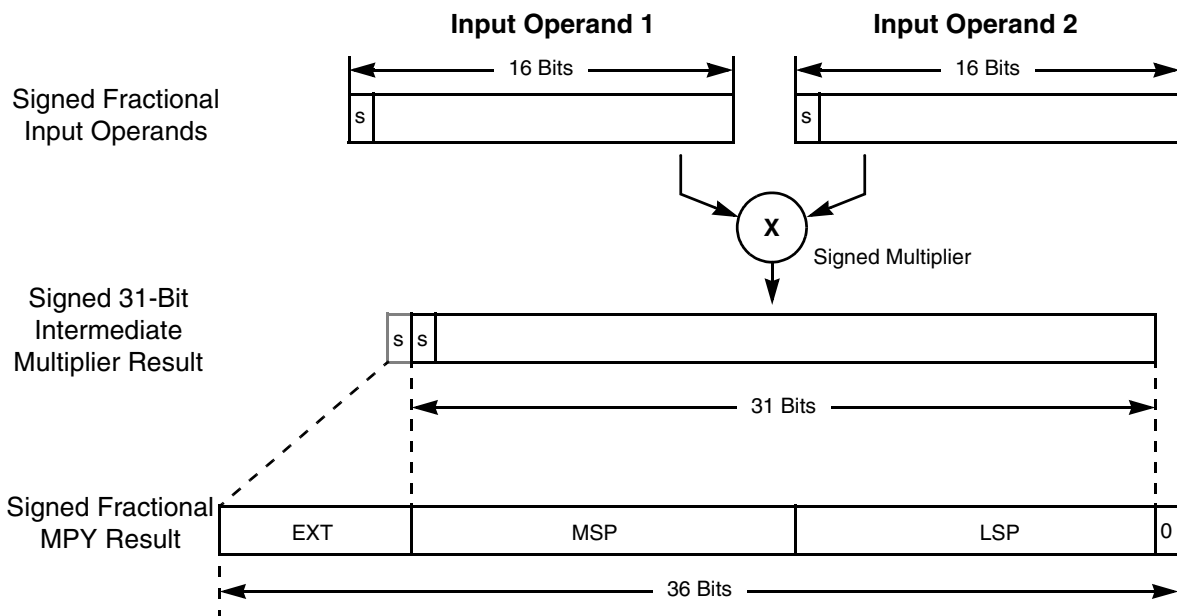 Input Operand 1
Input Operand 2
16 Bits
16 Bits
Signed Fractional
Input Operands
s
s
X
Signed Multiplier
Signed 31-Bit
Intermediate
Multiplier Result
s
s
31 Bits
Signed Fractional
MPY Result
EXT
MSP
LSP
0
36 Bits